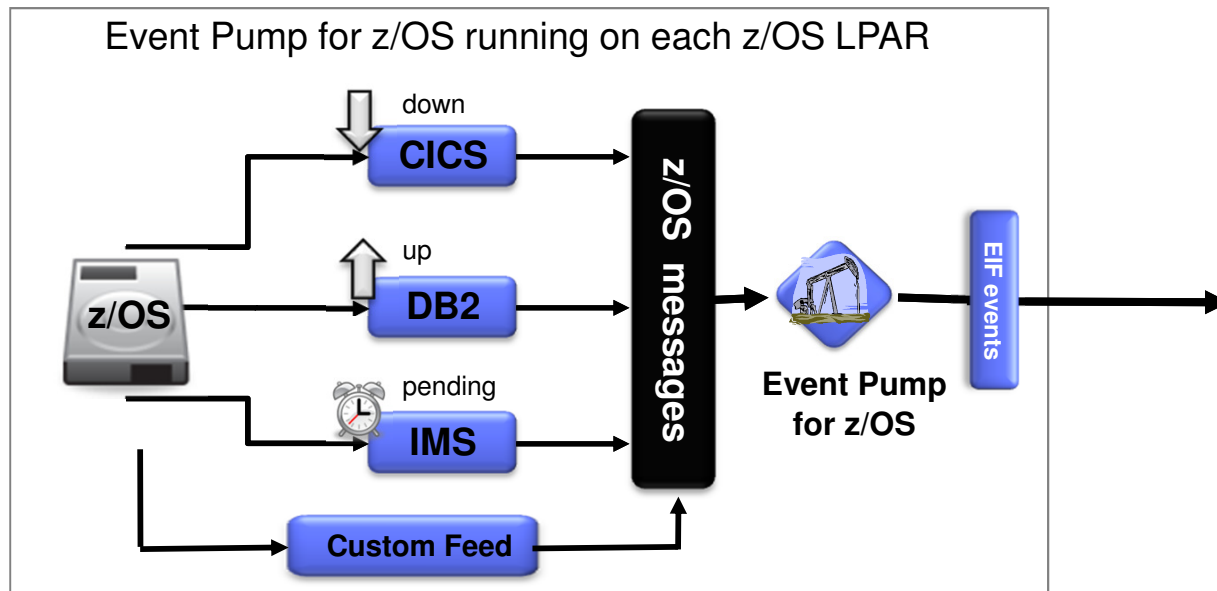 Event Pump for z/OS running on each z/OS LPAR
down
CICS
up
z/OS
DB2
pending
IMS
Custom Feed
z/OS messages
Event Pump
for z/OS
EIF events